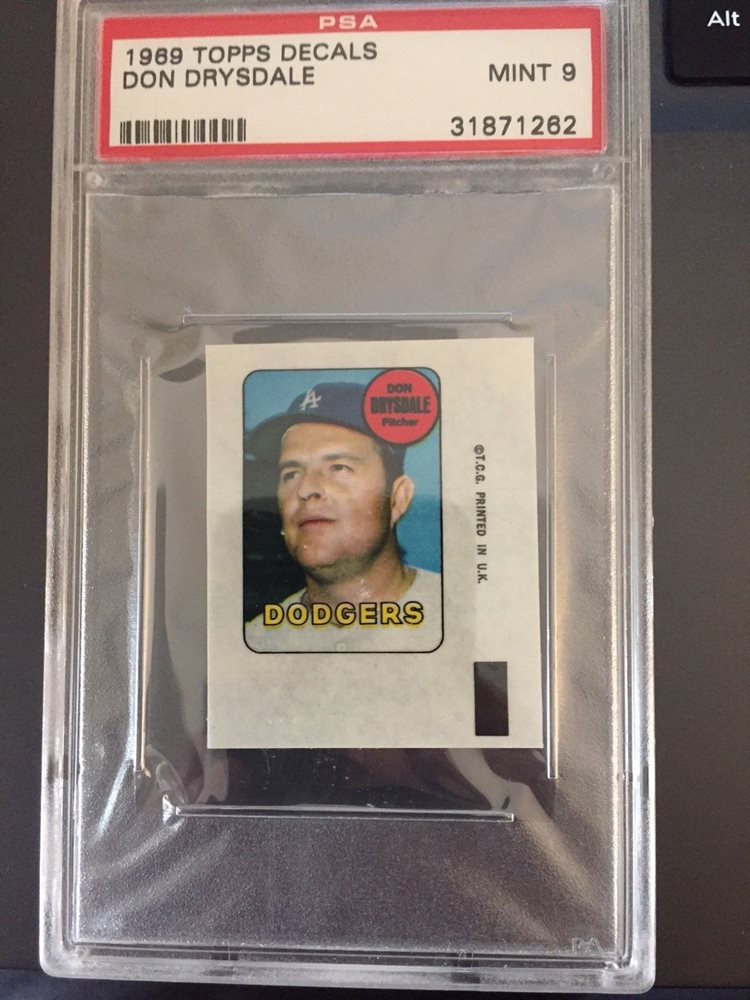 Alt
PSA
1969 TOPPS DECALS
DON DRYSDALE
MINT 9
31871262
A
DON
DRYSDALE
Pitcher
©T.C.G. PRINTED IN U.K.
DODGERS